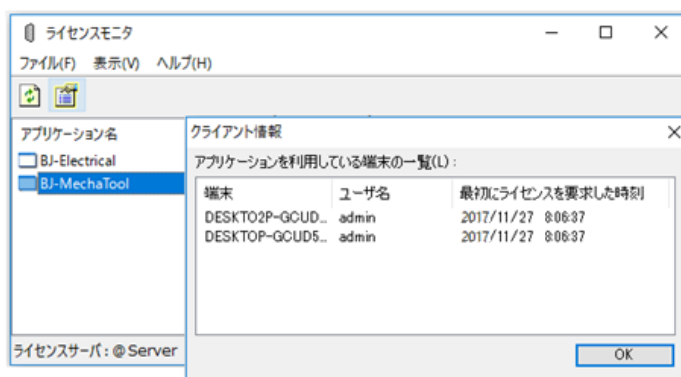 ライセンスモニタ
ファイル(F) 表示(V) ヘルプ(H)
アプリケーション名
BJ-Electrical
BJ-MechaTool
ライセンスサーバ：@Server
クライアント情報
アプリケーションを利用している端末の一覧(L)：
端末 ユーザ名 最初にライセンスを要求した時刻
DESKTO2P-GCUD... admin 2017/11/27 8:06:37
DESKTOP-GCUD5... admin 2017/11/27 8:06:37
OK